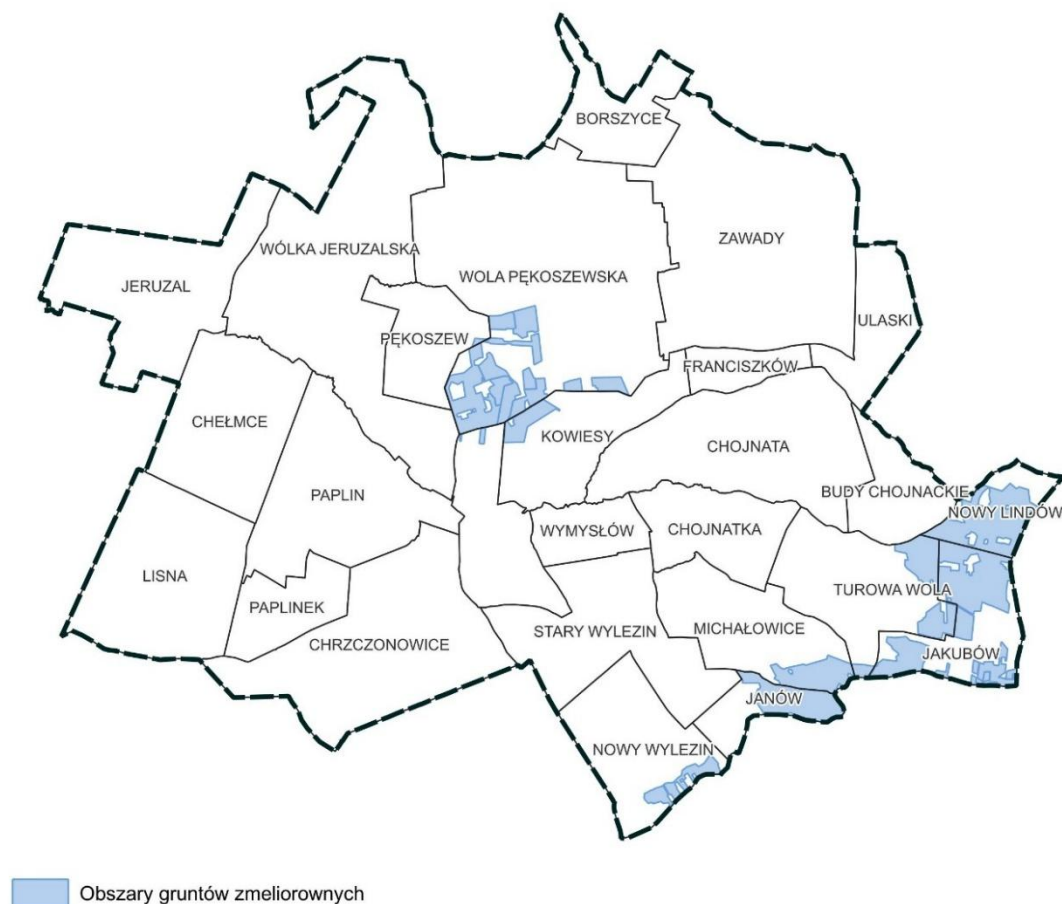 BORSZYCE
ZAWADY
WÓLKA JERUZALSKA
WOLA PĘKOSZEWSKA
JERUZAL
ULASKI
PĘKOSZEW
FRANCISZKÓW
CHEŁMCE
KOWIESY
CHOJNATA
PAPLIN
BUDY CHOJNACKIE
NOWY LINDÓW
WYMYSŁÓW
CHOJNATKA
LISNA
TUROWA WOLA
PAPLINEK
STARY WYLEZIN
MICHAŁOWICE
CHRZCZONOWICE
JAKUBÓW
JANÓW
NOWY WYLEZIN
Obszary gruntów zmeliorownych